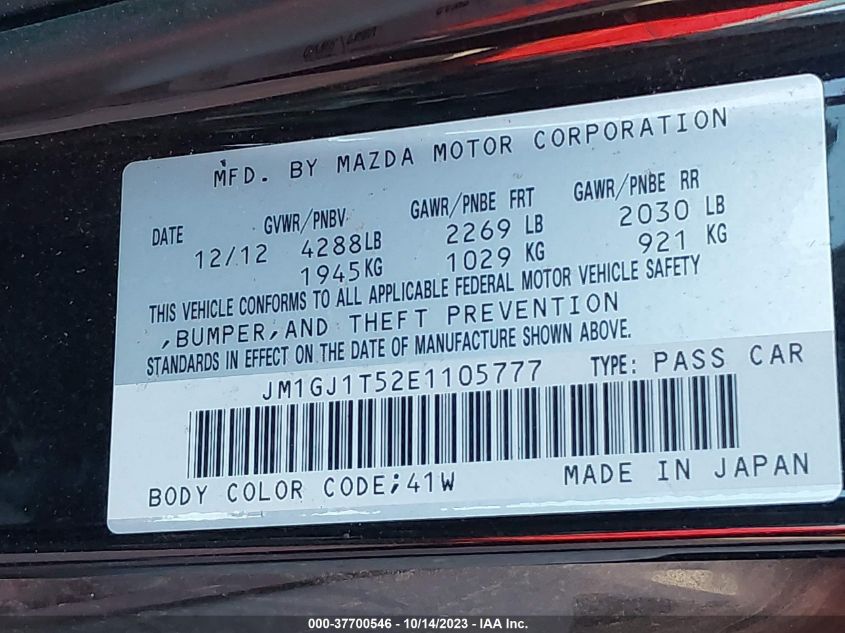 MFD. BY MAZDA MOTOR CORPORATION
DATE GVWR/PNBV GAWR/PNBE FRT GAWR/PNBE RR
12/12 4288LB 2269 LB 2030 LB
1945KG 1029 KG 921 KG
THIS VEHICLE CONFORMS TO ALL APPLICABLE FEDERAL MOTOR VEHICLE SAFETY
,BUMPER,AND THEFT PREVENTION
STANDARDS IN EFFECT ON THE DATE OF MANUFACTURE SHOWN ABOVE.
JM1GJ1T52E1105777 TYPE: PASS CAR
BODY COLOR CODE;41W MADE IN JAPAN
000-37700546 - 10/14/2023 - IAA Inc.